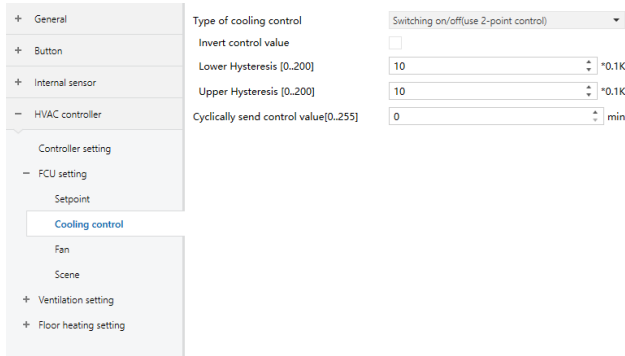 General
Button
Internal sensor
HVAC controller
Controller setting
FCU setting
Setpoint
Cooling control
Fan
Scene
Ventilation setting
Floor heating setting
Type of cooling control Switching on/off(use 2-point control)
Invert control value
Lower Hysteresis [0..200] 10 *0.1K
Upper Hysteresis [0..200] 10 *0.1K
Cyclically send control value[0..255] 0 min